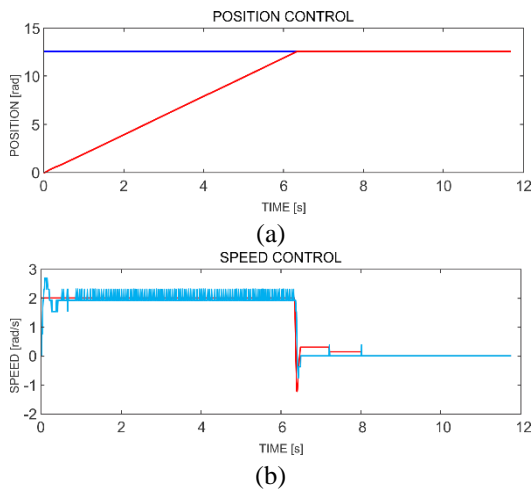 POSITION CONTROL
15
10
5
0
POSITION [rad]
0 2 4 6 8 10 12
TIME [s]
(a)
SPEED CONTROL
3
2
1
0
-1
-2
SPEED [rad/s]
0 2 4 6 8 10 12
TIME [s]
(b)